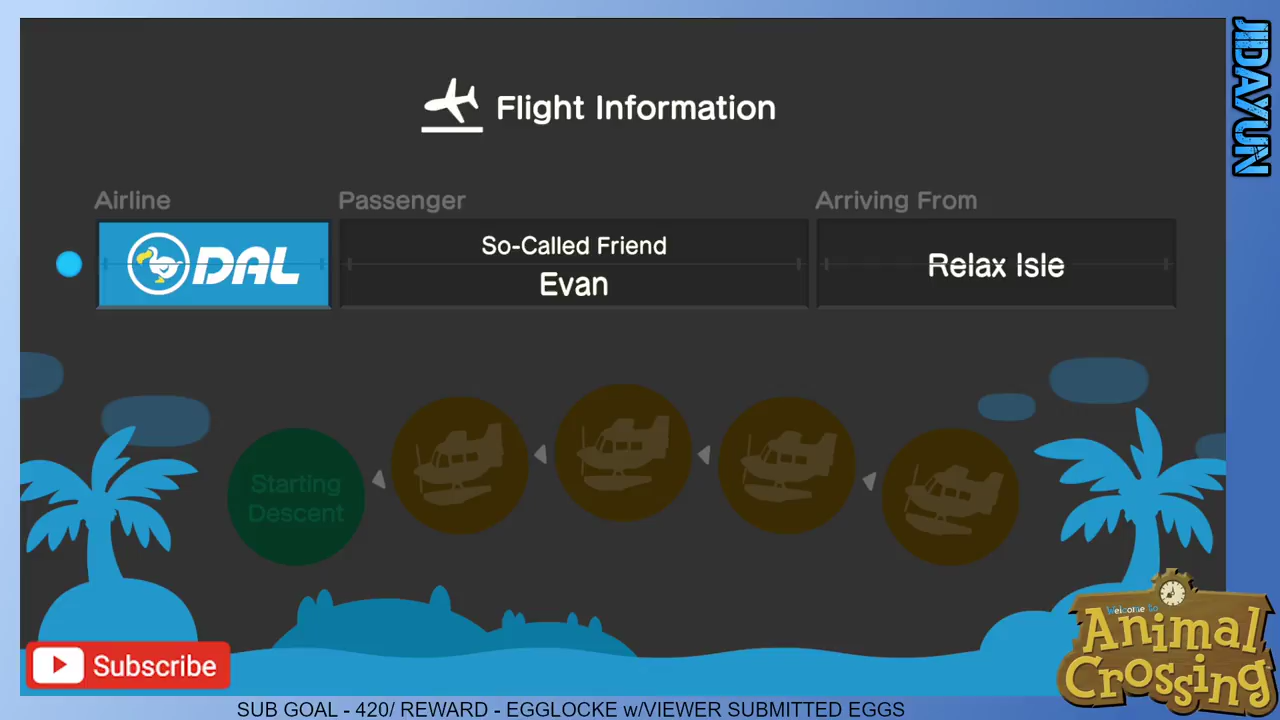 Flight Information
Airline
Passenger
Arriving From
DAL
So-Called Friend
Evan
Relax Isle
Starting
Descent
JIDAYUN
Welcome to
Animal
Crossing
Subscribe
SUB GOAL - 420/ REWARD - EGGLOCKE w/VIEWER SUBMITTED EGGS